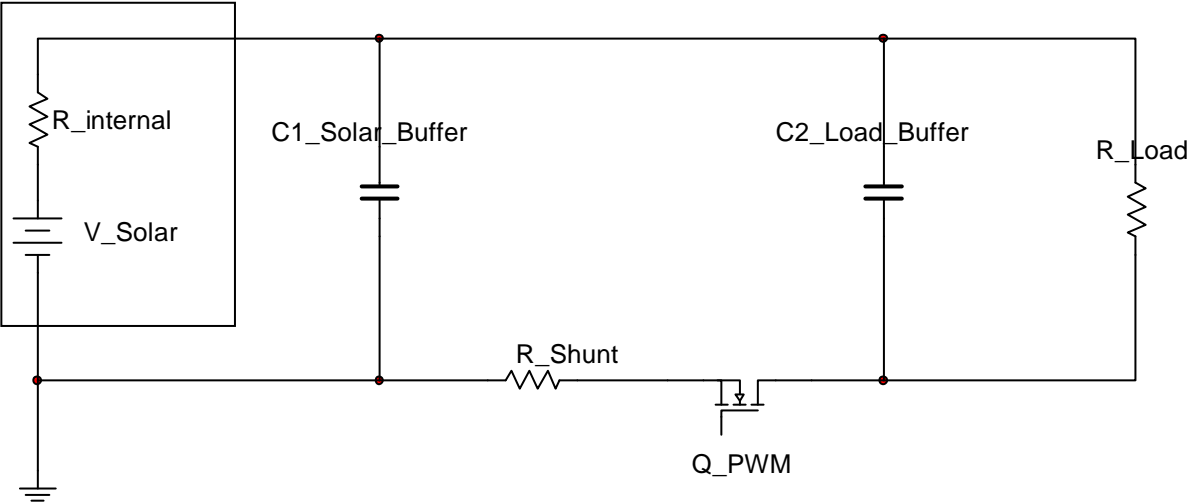 R_internal
C1_Solar_Buffer
C2_Load_Buffer
R_Load
V_Solar
R_Shunt
Q_PWM